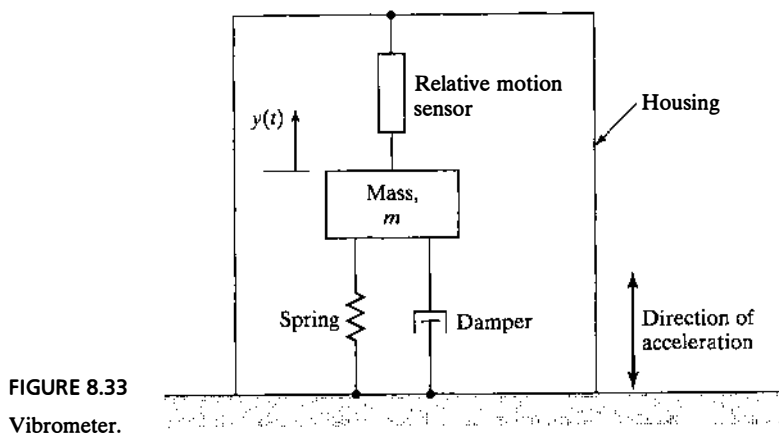 Relative motion
sensor
Housing
y(t)
Mass,
m
Spring
Damper
Direction of
acceleration
FIGURE 8.33
Vibrometer.